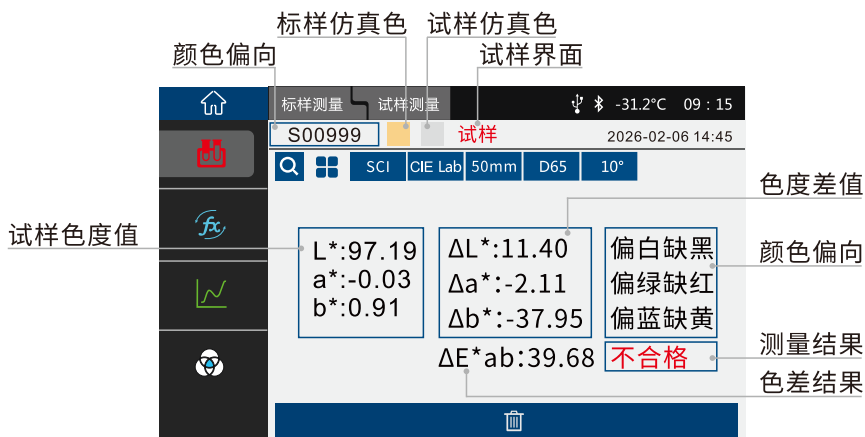 标样仿真色 试样仿真色
颜色偏向 试样界面
标样测量 试样测量 -31.2°C 09 : 15
S00999 试样 2026-02-06 14:45
SCI CIE Lab 50mm D65 10°
色度差值
试样色度值
L*:97.19
a*:-0.03
b*:0.91
ΔL*:11.40
Δa*:-2.11
Δb*:-37.95
偏白缺黑
偏绿缺红
偏蓝缺黄
颜色偏向
ΔE*ab:39.68 不合格
测量结果
色差结果
fx